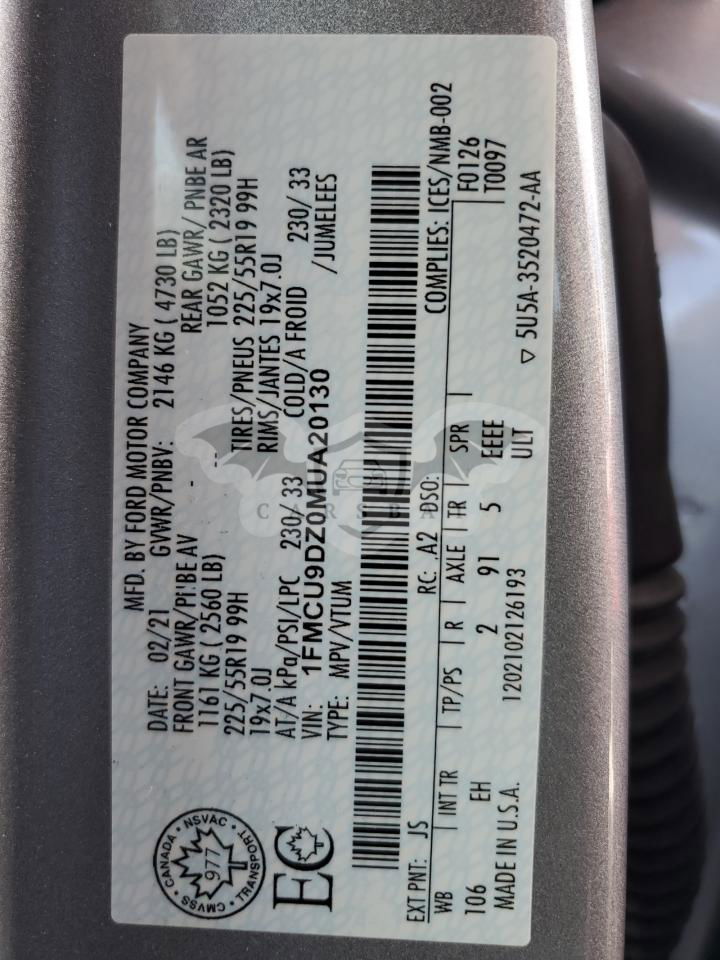 MFD. BY FORD MOTOR COMPANY
DATE: 02/21 GVWR/PNBV: 2146 KG ( 4730 LB)
FRONT GAWR/PNBE AV REAR GAWR/ PNBE AR
1161 KG ( 2560 LB) -- 1052 KG ( 2320 LB)
225/55R19 99H TIRES/PNEUS 225/55R19 99H
19x7.0J RIMS/JANTES 19x7.0J
AT/A kPa/PSI/LPC 230/ 33 COLD/A FROID 230/ 33
VIN: 1FMCU9DZ0MUA20130 /JUMELEES
TYPE: MPV/VTUM
CANADA • NSVAC • TRANSPORT • CMVSS •
977
EC
EXT PNT: JS RC: A2 DSO: COMPLIES: ICES/NMB-002
WB INT TR TP/PS R AXLE TR SPR F0126
106 EH 2 91 5 EEEE T0097
MADE IN U.S.A. 1202102126193 ULT
▽ 5U5A-3520472-AA